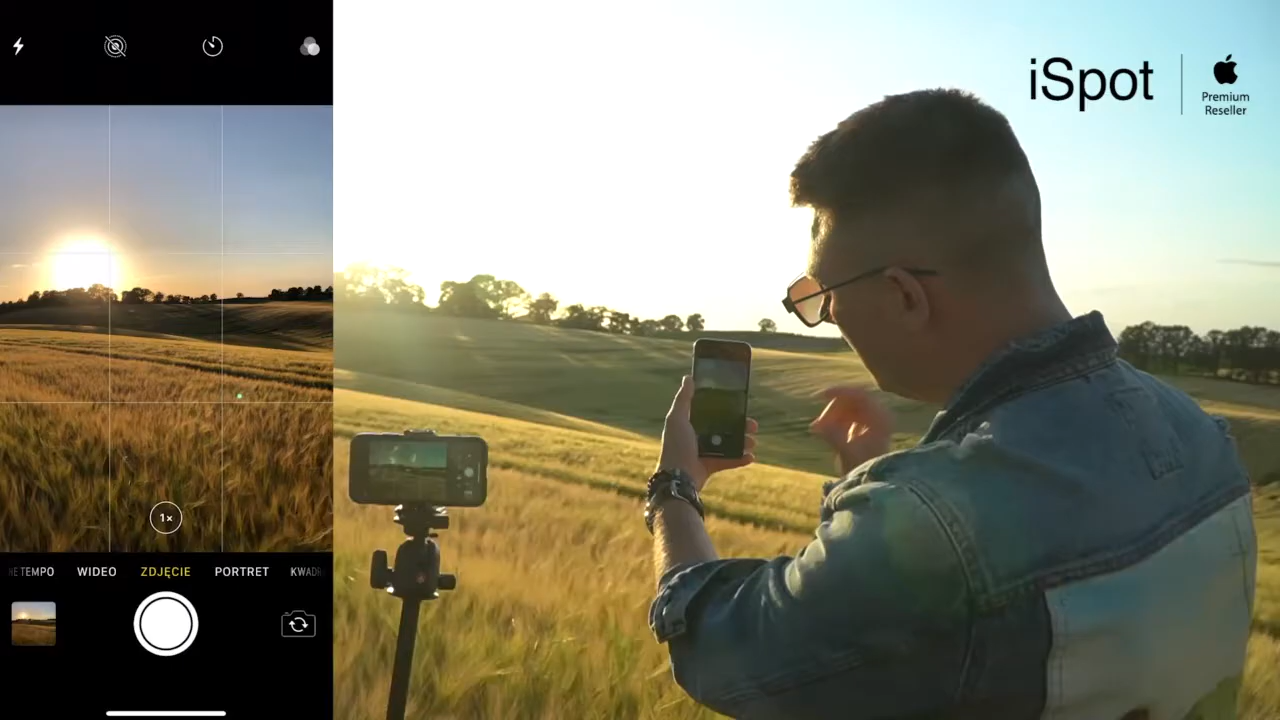 iSpot
Premium
Reseller
1×
WIDEO
ZDJĘCIE
PORTRET